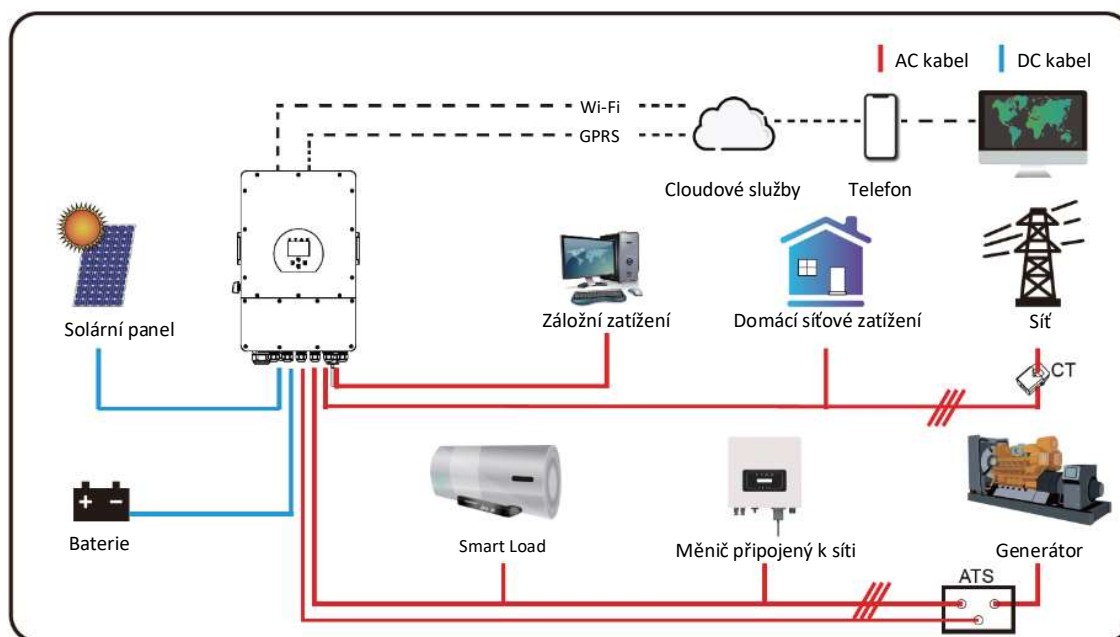 AC kabel
DC kabel
Wi-Fi
GPRS
Cloudové služby
Telefon
Solární panel
Záložní zatížení
Domácí síťové zatížení
Síť
CT
Baterie
Smart Load
Měnič připojený k síti
Generátor
ATS